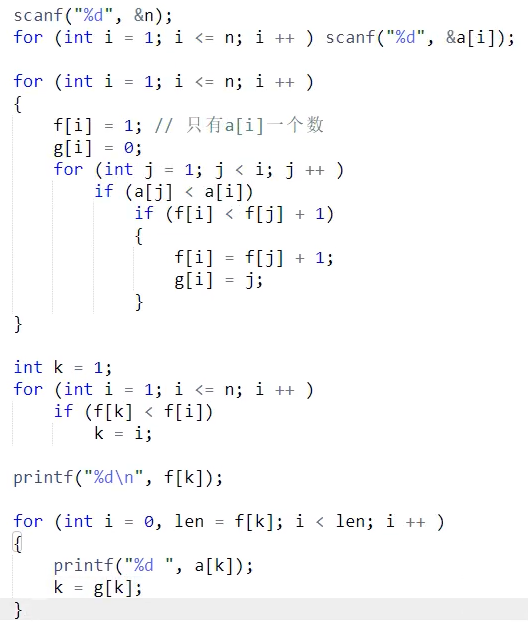 scanf("%d", &n);
for (int i = 1; i <= n; i ++ ) scanf("%d", &a[i]);

for (int i = 1; i <= n; i ++ )
{
    f[i] = 1; // 只有a[i]一个数
    g[i] = 0;
    for (int j = 1; j < i; j ++ )
        if (a[j] < a[i])
            if (f[i] < f[j] + 1)
            {
                f[i] = f[j] + 1;
                g[i] = j;
            }
}

int k = 1;
for (int i = 1; i <= n; i ++ )
    if (f[k] < f[i])
        k = i;

printf("%d\n", f[k]);

for (int i = 0, len = f[k]; i < len; i ++ )
{
    printf("%d ", a[k]);
    k = g[k];
}